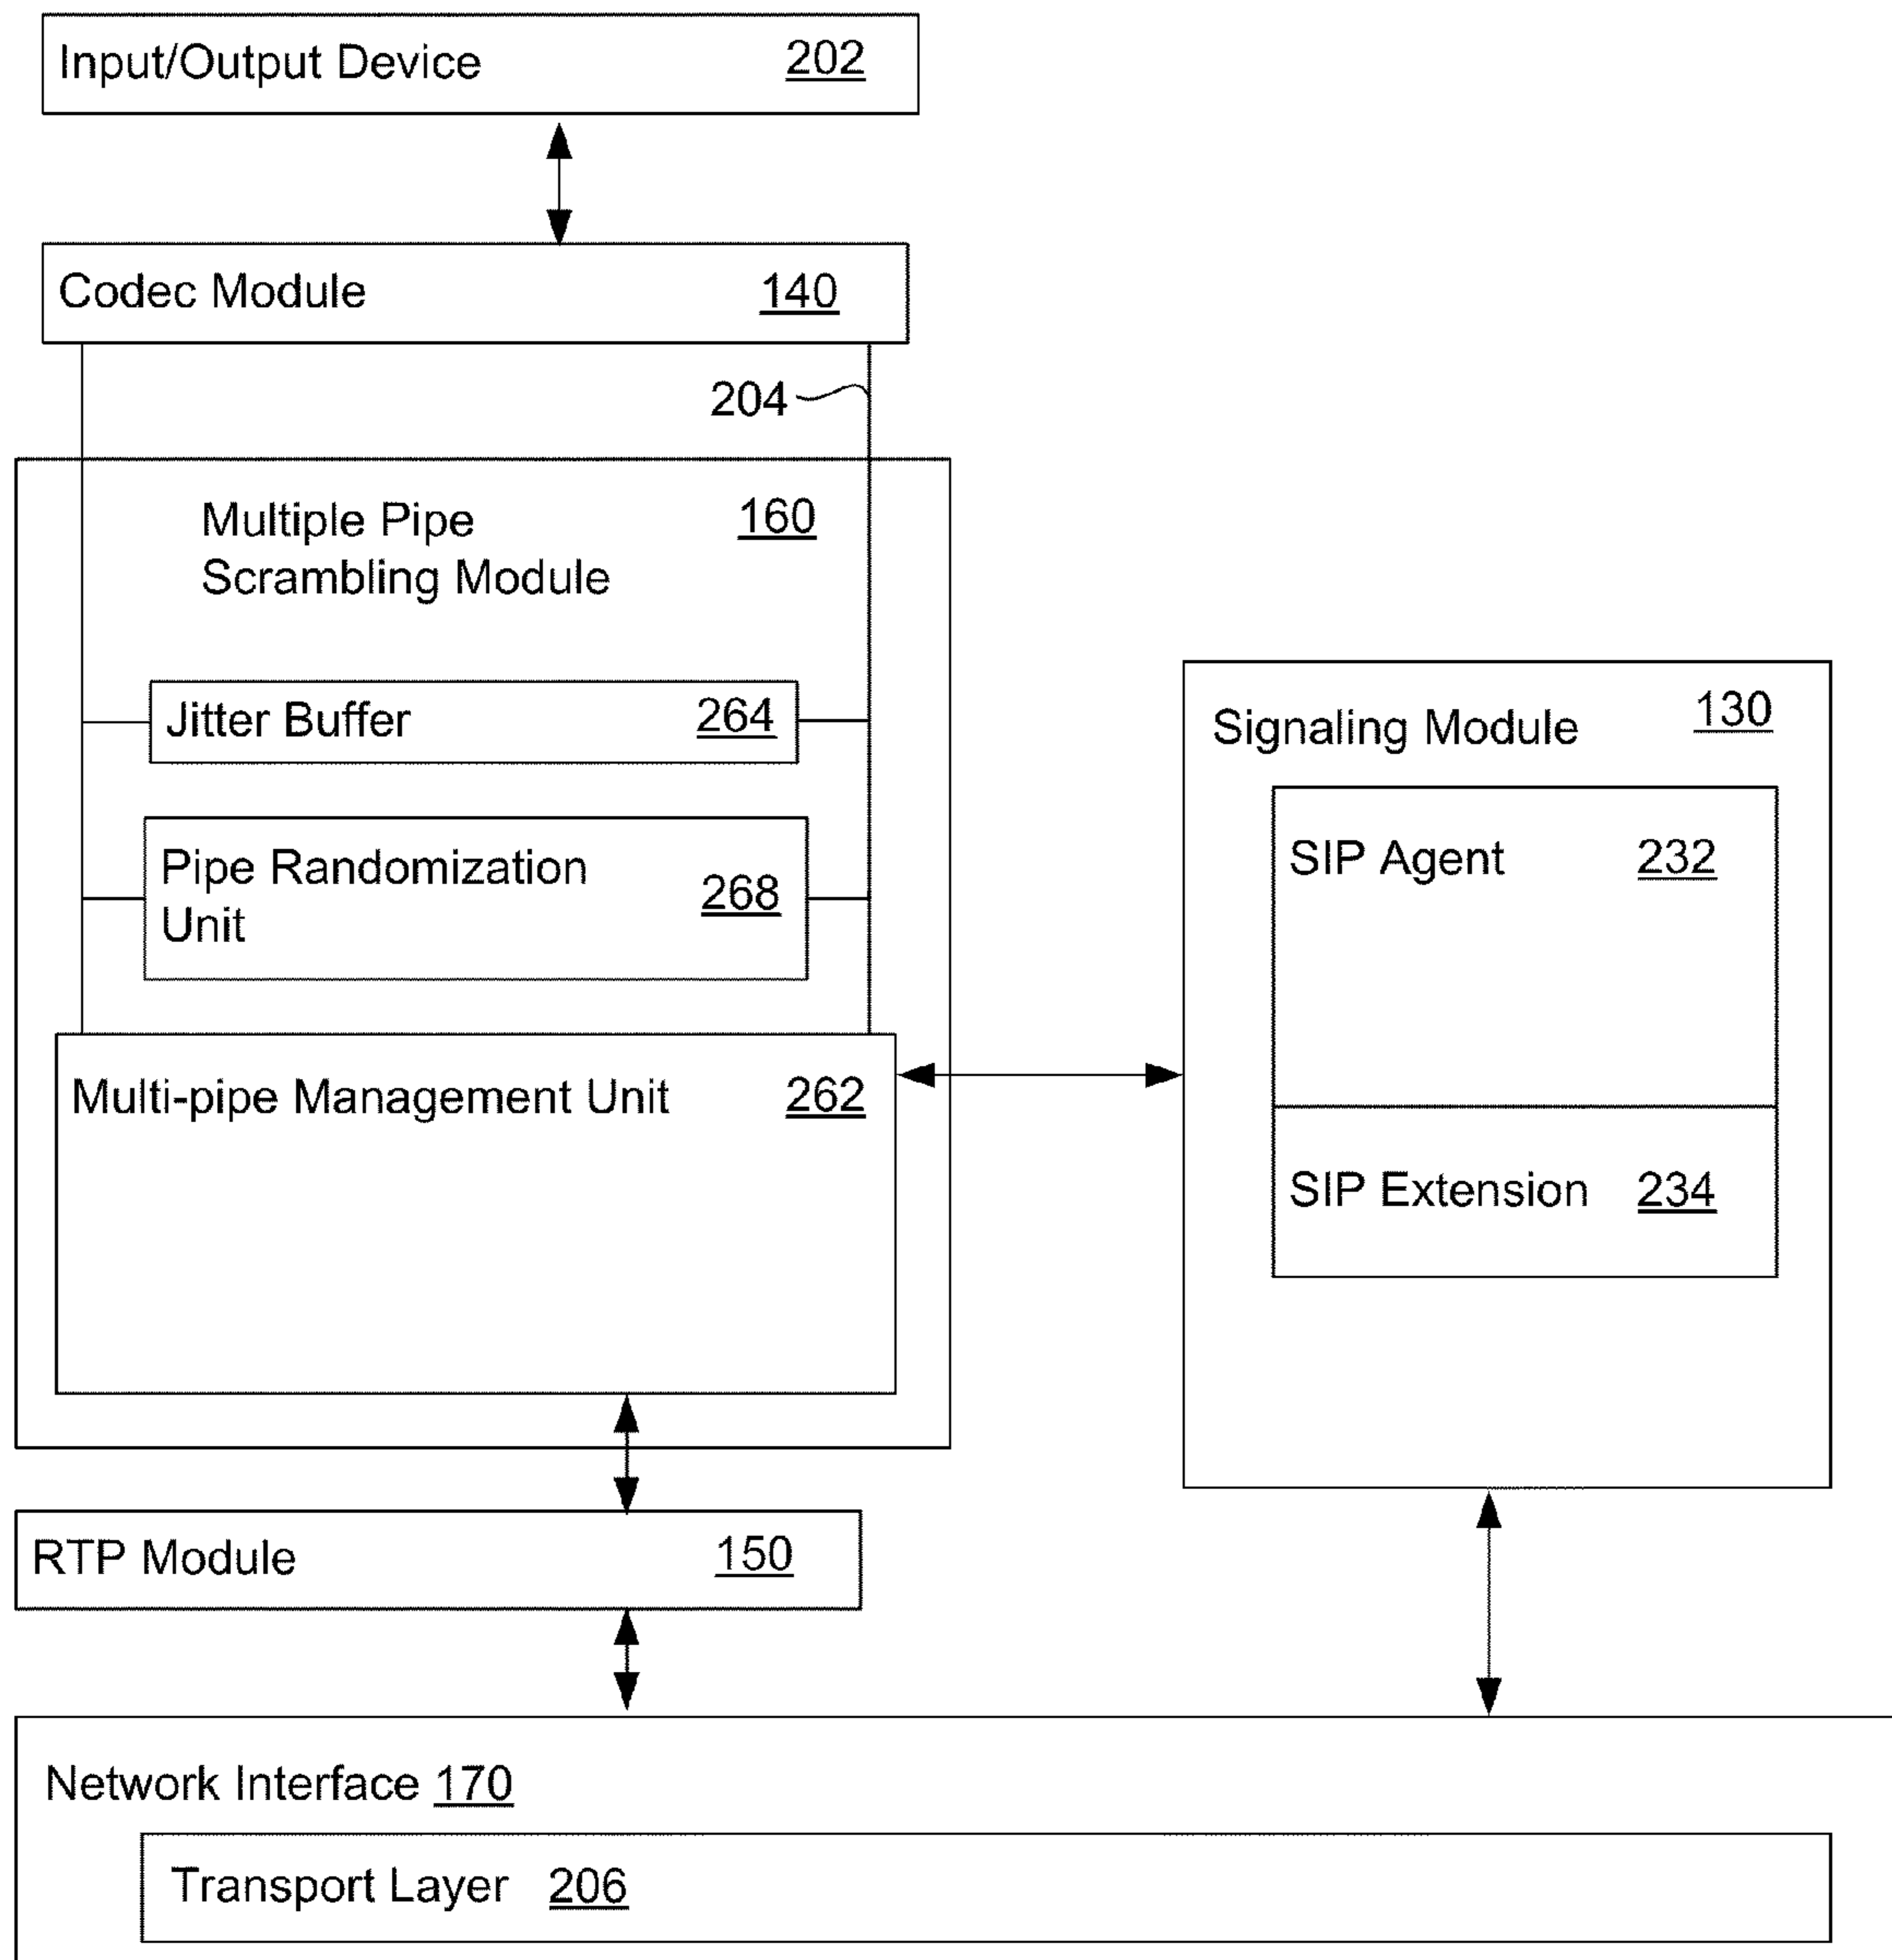 Input/Output Device 202
Codec Module 140
204
Multiple Pipe 160
Scrambling Module
Jitter Buffer 264
Pipe Randomization
Unit 268
Multi-pipe Management Unit 262
Signaling Module 130
SIP Agent 232
SIP Extension 234
RTP Module 150
Network Interface 170
Transport Layer 206